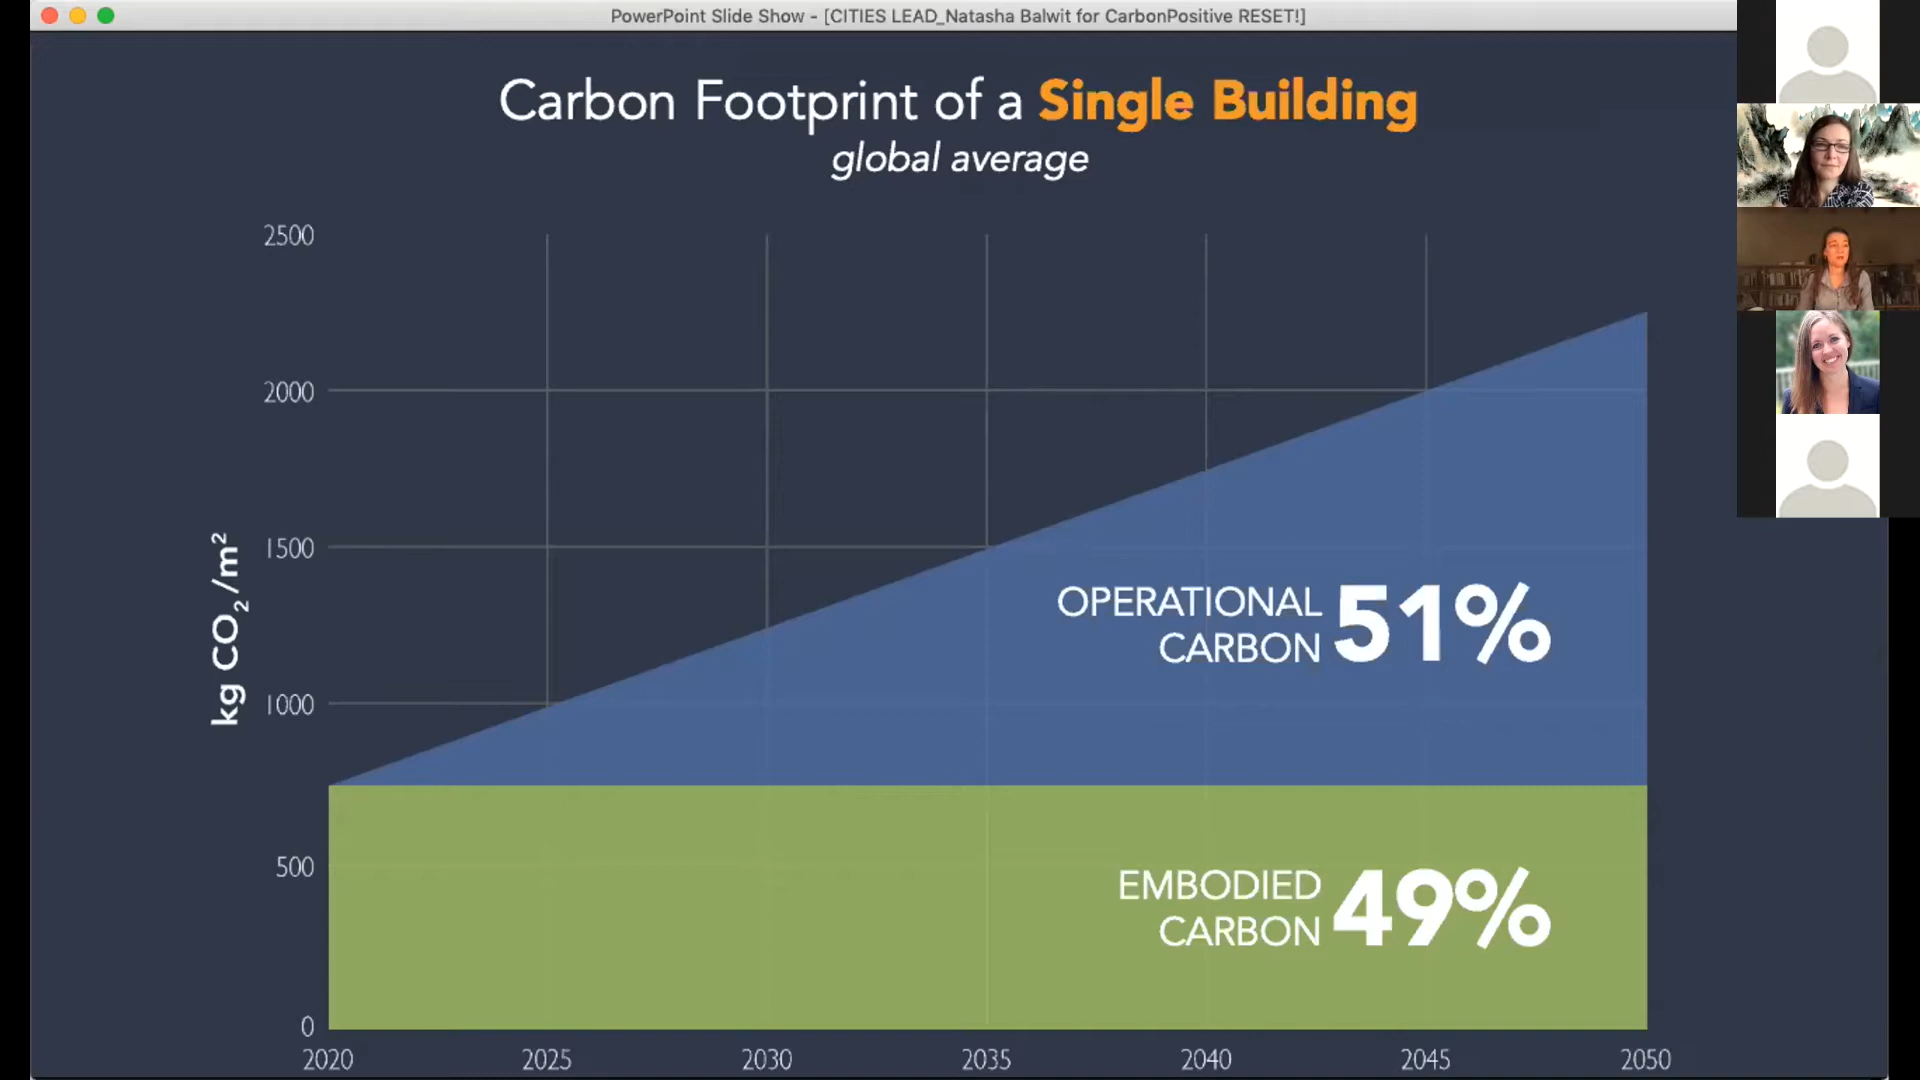 PowerPoint Slide Show - [CITIES LEAD_Natasha Balwit for CarbonPositive RESET!]
Carbon Footprint of a Single Building
global average
2500
2000
1500
1000
500
0
kg CO₂/m²
OPERATIONAL
CARBON 51%
EMBODIED
CARBON 49%
2020 2025 2030 2035 2040 2045 2050